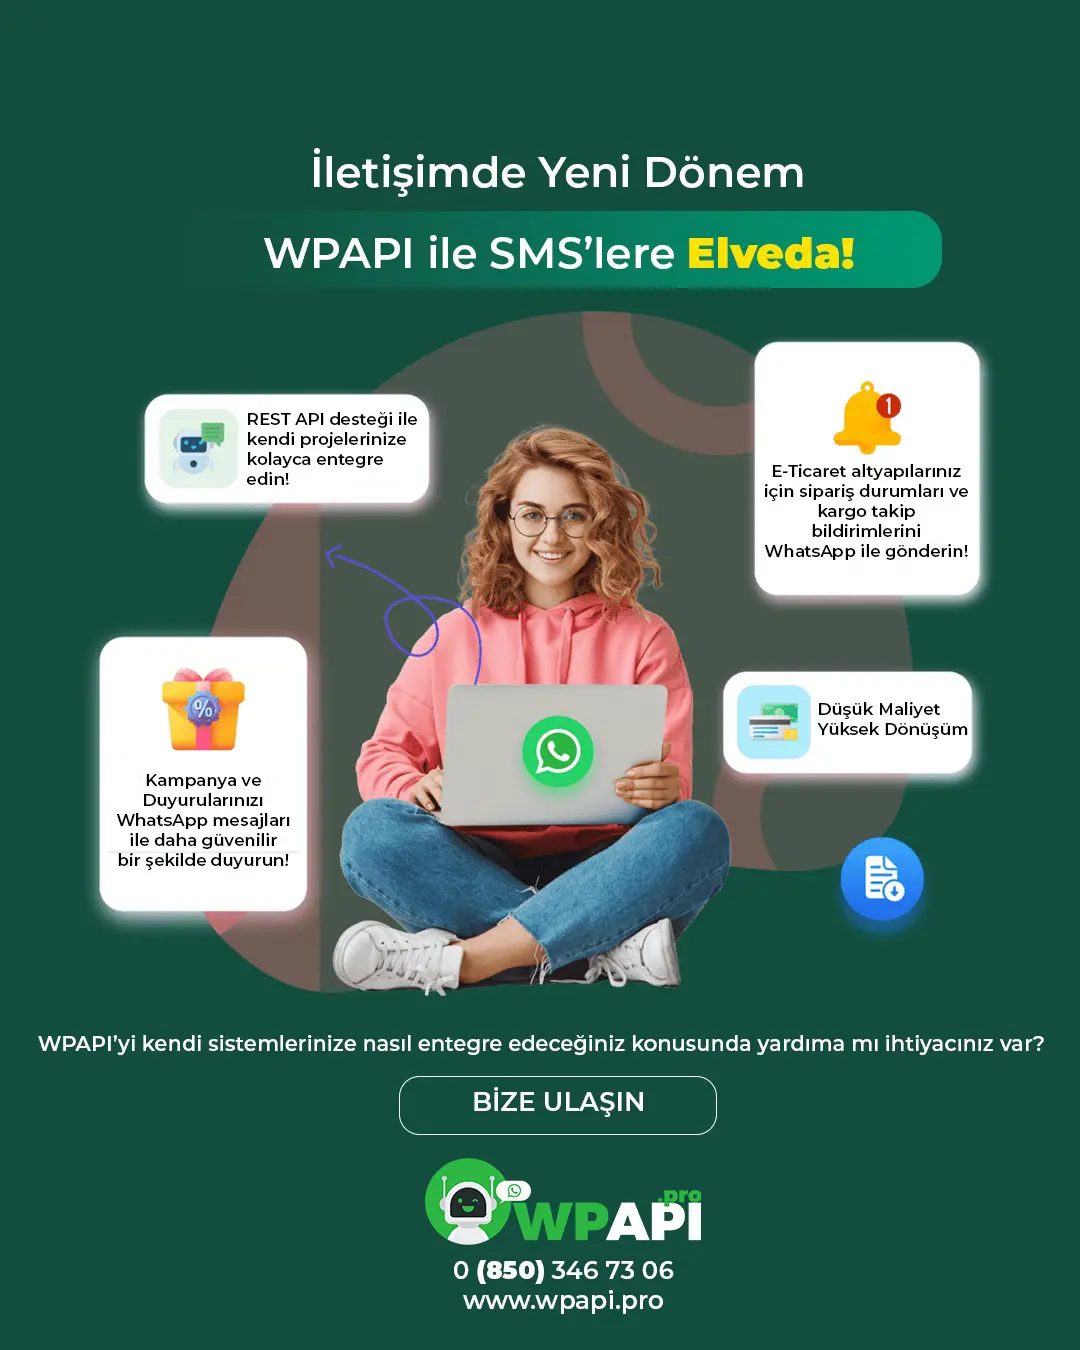 İletişimde Yeni Dönem
WPAPI ile SMS’lere Elveda!
REST API desteği ile
kendi projelerinize
kolayca entegre
edin!
1
E-Ticaret altyapılarınız
için sipariş durumları ve
kargo takip
bildirimlerini
WhatsApp ile gönderin!
%
Kampanya ve
Duyurularınızı
WhatsApp mesajları
ile daha güvenilir
bir şekilde duyurun!
Düşük Maliyet
Yüksek Dönüşüm
WPAPI’yi kendi sistemlerinize nasıl entegre edeceğiniz konusunda yardıma mı ihtiyacınız var?
BİZE ULAŞIN
WPAPI.pro
0 (850) 346 73 06
www.wpapi.pro